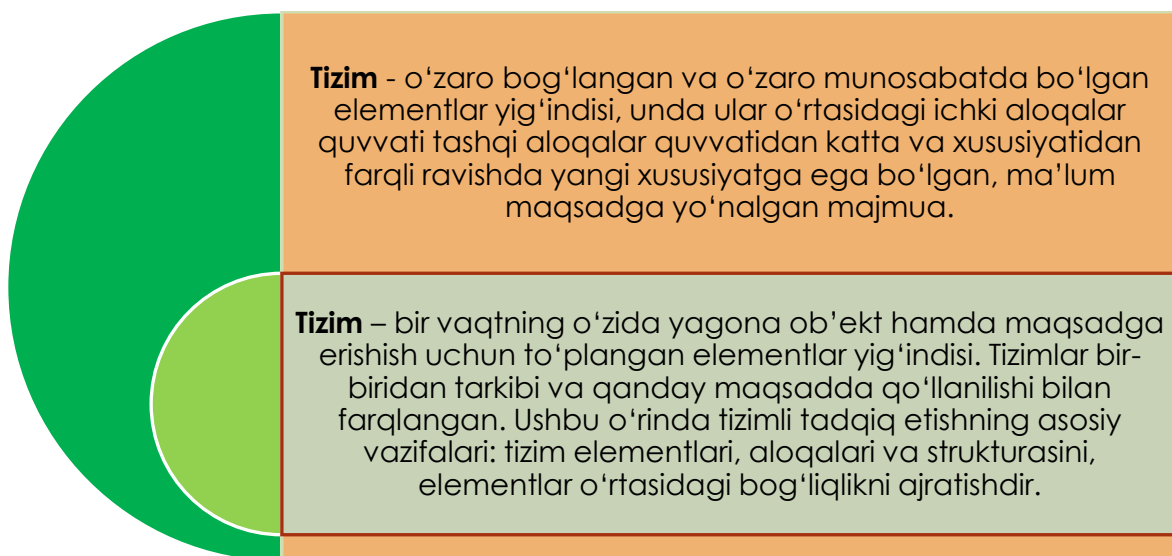 Tizim - o‘zaro bog‘langan va o‘zaro munosabatda bo‘lgan
elementlar yig‘indisi, unda ular o‘rtasidagi ichki aloqalar
quvvati tashqi aloqalar quvvatidan katta va xususiyatidan
farqli ravishda yangi xususiyatga ega bo‘lgan, ma’lum
maqsadga yo‘nalgan majmua.
Tizim – bir vaqtning o‘zida yagona ob’ekt hamda maqsadga
erishish uchun to‘plangan elementlar yig‘indisi. Tizimlar bir-
biridan tarkibi va qanday maqsadda qo‘llanilishi bilan
farqlangan. Ushbu o‘rinda tizimli tadqiq etishning asosiy
vazifalari: tizim elementlari, aloqalari va strukturasini,
elementlar o‘rtasidagi bog‘liqlikni ajratishdir.